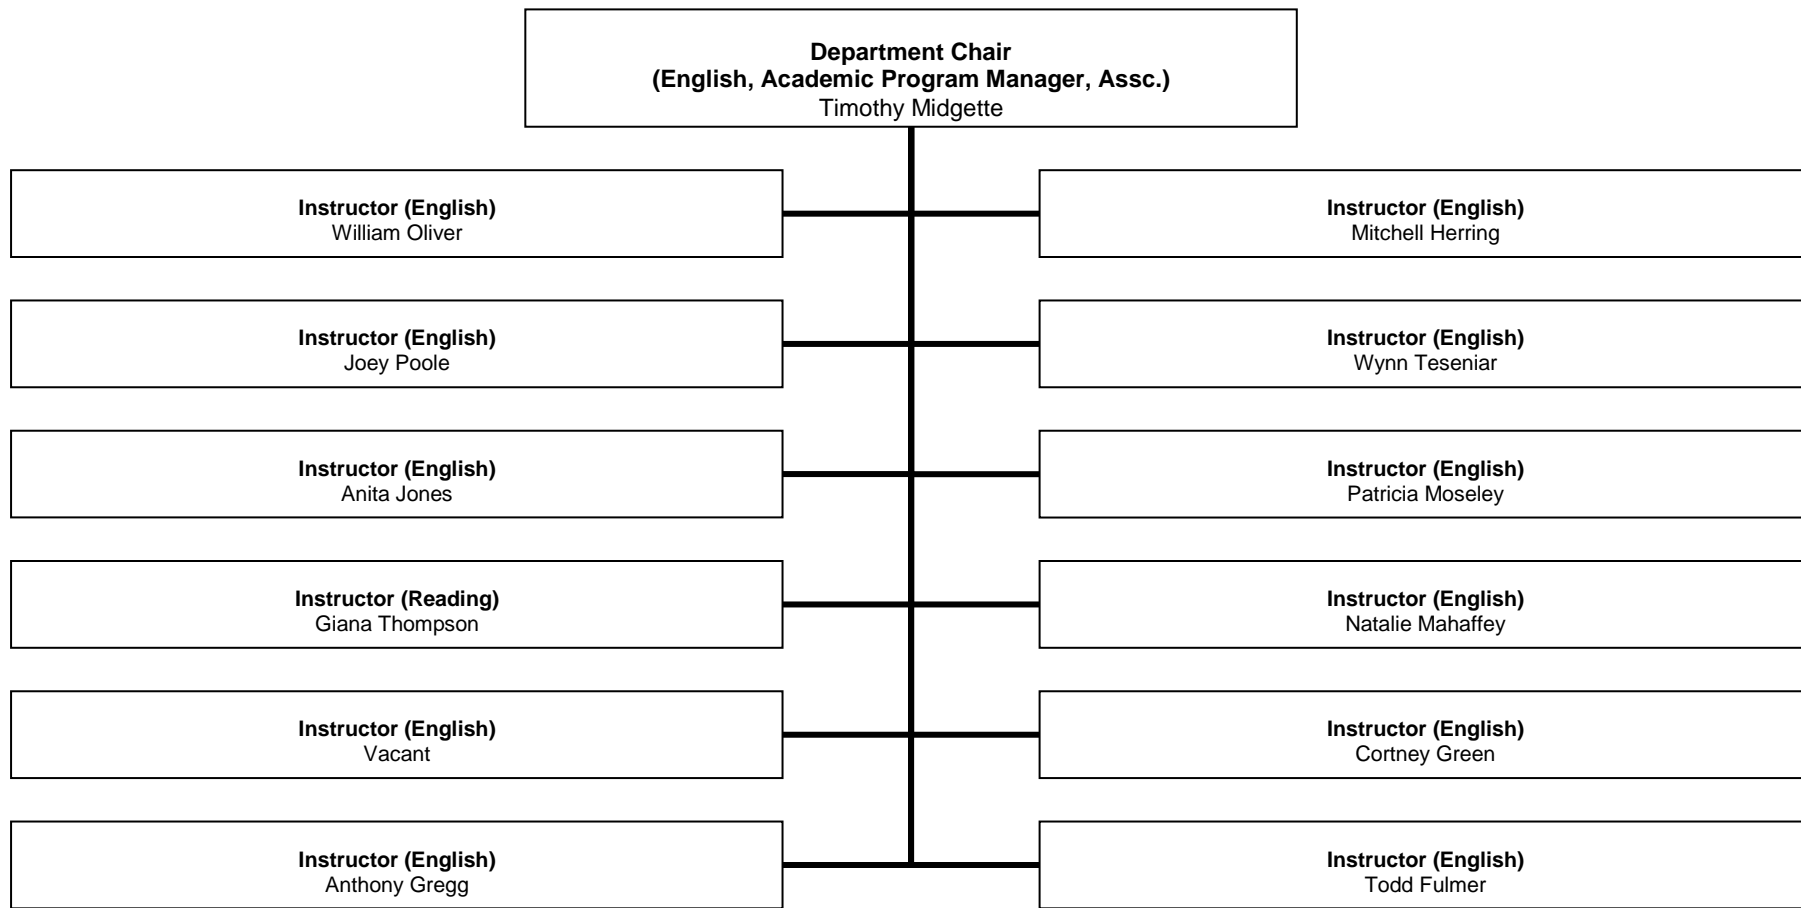 Department Chair
(English, Academic Program Manager, Assc.)
Timothy Midgette
Instructor (English)
William Oliver
Instructor (English)
Mitchell Herring
Instructor (English)
Joey Poole
Instructor (English)
Wynn Teseniar
Instructor (English)
Anita Jones
Instructor (English)
Patricia Moseley
Instructor (Reading)
Giana Thompson
Instructor (English)
Natalie Mahaffey
Instructor (English)
Vacant
Instructor (English)
Cortney Green
Instructor (English)
Anthony Gregg
Instructor (English)
Todd Fulmer